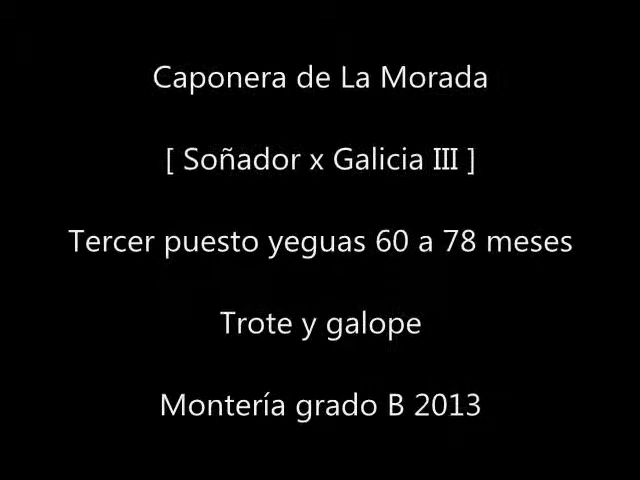 Caponera de La Morada
[ Soñador x Galicia III ]
Tercer puesto yeguas 60 a 78 meses
Trote y galope
Montería grado B 2013